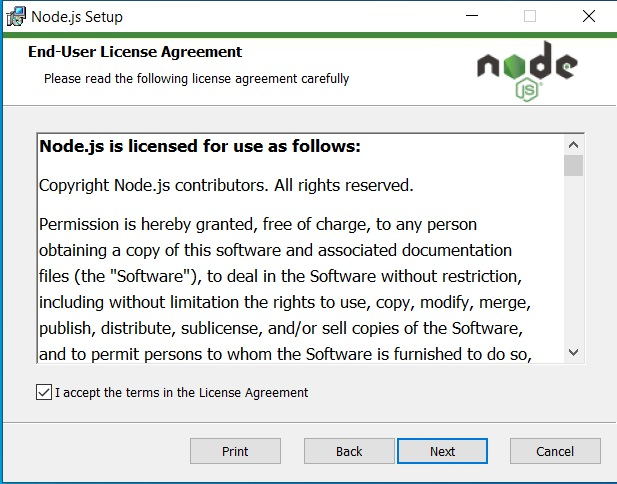 Node.js Setup
End-User License Agreement
Please read the following license agreement carefully
node
JS
Node.js is licensed for use as follows:
Copyright Node.js contributors. All rights reserved.
Permission is hereby granted, free of charge, to any person
obtaining a copy of this software and associated documentation
files (the "Software"), to deal in the Software without restriction,
including without limitation the rights to use, copy, modify, merge,
publish, distribute, sublicense, and/or sell copies of the Software,
and to permit persons to whom the Software is furnished to do so,
I accept the terms in the License Agreement
Print Back Next Cancel